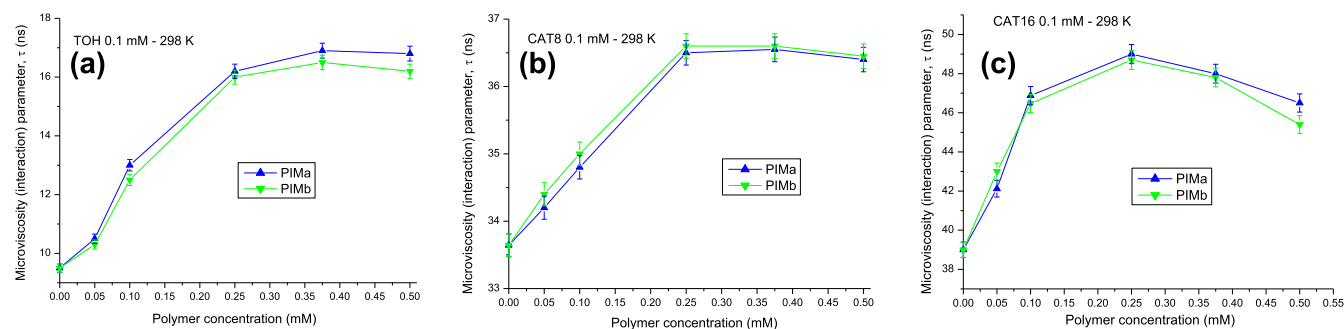 Microviscosity (interaction) parameter, τ (ns)
TOH 0.1 mM - 298 K
(a)
18
16
14
12
10
PIMa
PIMb
0.00 0.05 0.10 0.15 0.20 0.25 0.30 0.35 0.40 0.45 0.50
Polymer concentration (mM)
Microviscosity (interaction) parameter, τ (ns)
CAT8 0.1 mM - 298 K
(b)
37
36
35
34
33
PIMa
PIMb
0.00 0.05 0.10 0.15 0.20 0.25 0.30 0.35 0.40 0.45 0.50
Polymer concentration (mM)
Microviscosity (interaction) parameter, τ (ns)
CAT16 0.1 mM - 298 K
(c)
50
48
46
44
42
40
38
PIMa
PIMb
0.00 0.05 0.10 0.15 0.20 0.25 0.30 0.35 0.40 0.45 0.50 0.55
Polymer concentration (mM)